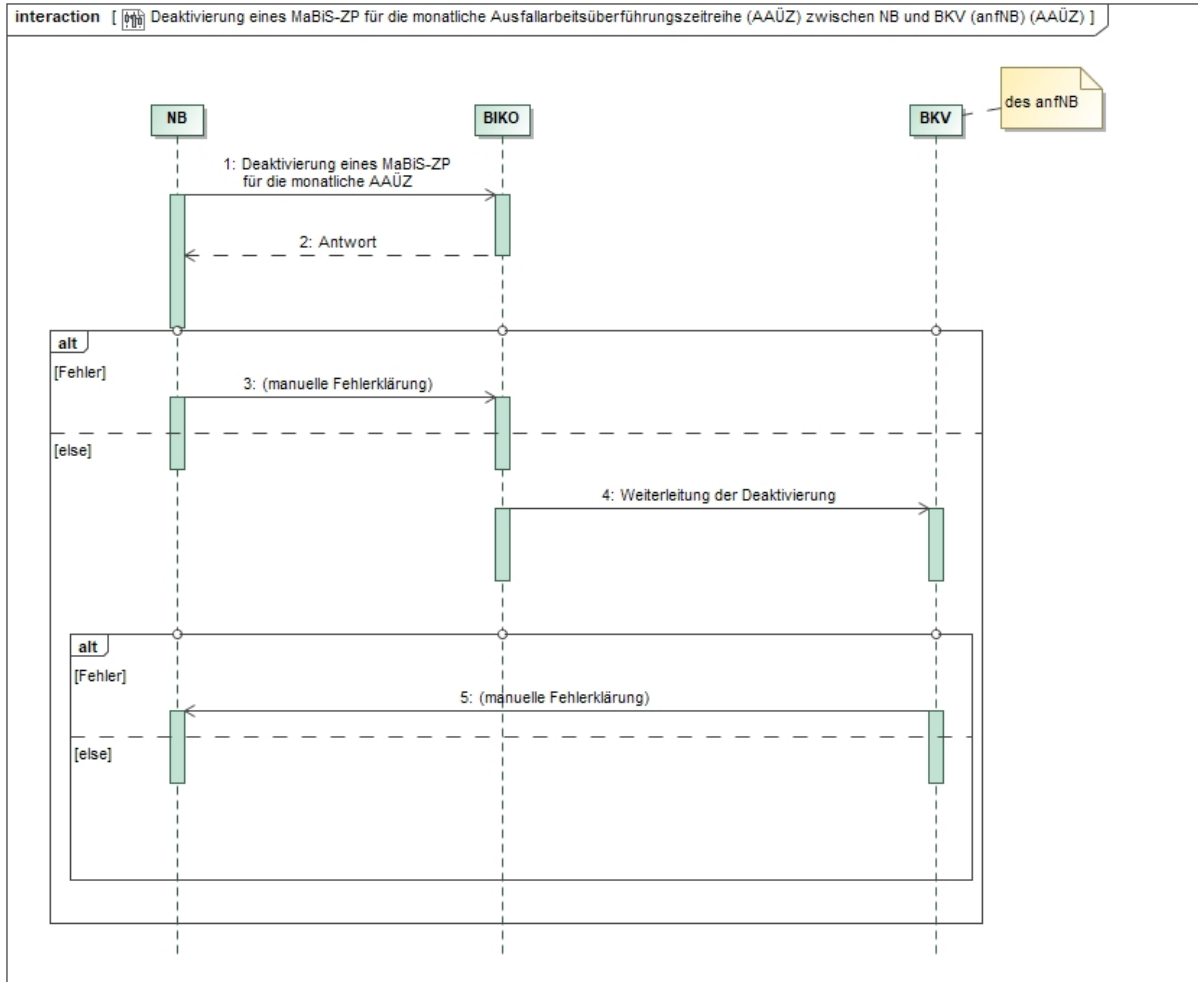 interaction [ Deaktivierung eines MaBiS-ZP für die monatliche Ausfallarbeitsüberführungszeitreihe (AAÜZ) zwischen NB und BKV (anfNB) (AAÜZ) ]
des anfNB
NB
BIKO
BKV
1: Deaktivierung eines MaBiS-ZP
für die monatliche AAÜZ
2: Antwort
alt
[Fehler]
3: (manuelle Fehlerklärung)
[else]
4: Weiterleitung der Deaktivierung
alt
[Fehler]
5: (manuelle Fehlerklärung)
[else]